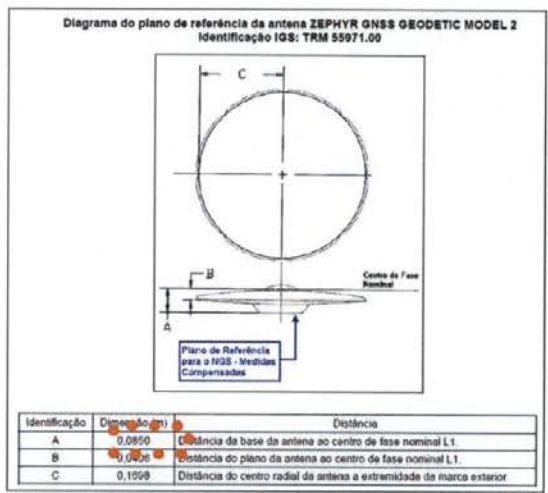 Diagrama do plano de referência da antena ZEPHYR GNSS GEODETIC MODEL 2
Identificação IGS: TRM 55971.00
C
B
Centro de Fase
Nominal
A
Plano de Referência
para o NGS - Medidas
Compensadas
Identificação Dimensão (m) Distância
A 0,0850 Distância da base da antena ao centro de fase nominal L1.
B Distância do plano da antena ao centro de fase nominal L1.
C 0,1698 Distância do centro radial da antena a extremidade da marca exterior